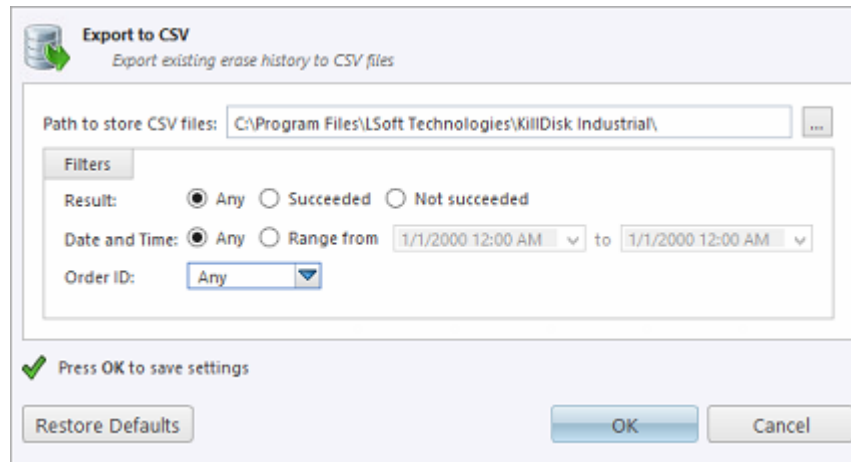 Export to CSV
Export existing erase history to CSV files
Path to store CSV files: C:\Program Files\LSoft Technologies\KillDisk Industrial\ ...
Filters
Result: Any Succeeded Not succeeded
Date and Time: Any Range from 1/1/2000 12:00 AM to 1/1/2000 12:00 AM
Order ID: Any
Press OK to save settings
Restore Defaults OK Cancel